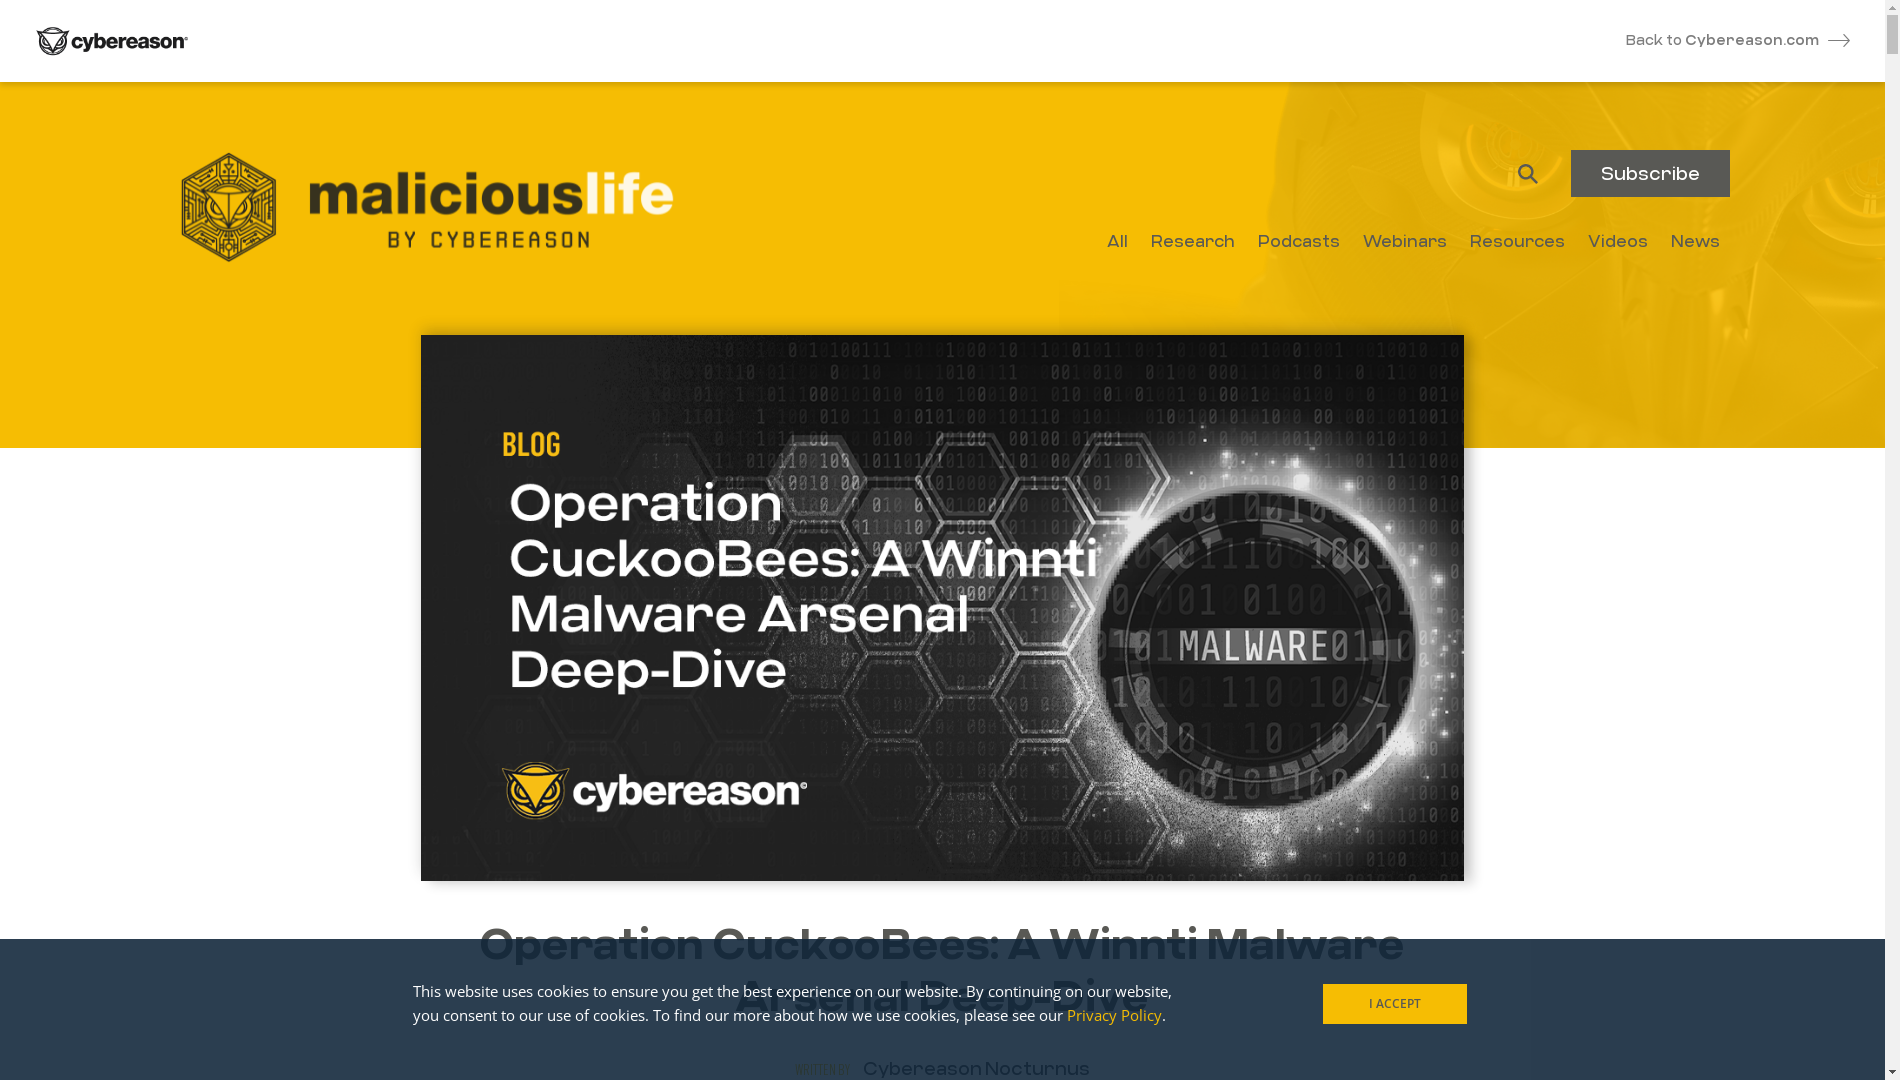 cybereason
Back to Cybereason.com
maliciouslife
BY CYBEREASON
Subscribe
All Research Podcasts Webinars Resources Videos News
BLOG
Operation
CuckooBees: A Winnti
Malware Arsenal
Deep-Dive
MALWARE
cybereason
Operation CuckooBees: A Winnti Malware
Arsenal Deep-Dive
This website uses cookies to ensure you get the best experience on our website. By continuing on our website,
you consent to our use of cookies. To find our more about how we use cookies, please see our Privacy Policy.
I ACCEPT
WRITTEN BY Cybereason Nocturnus